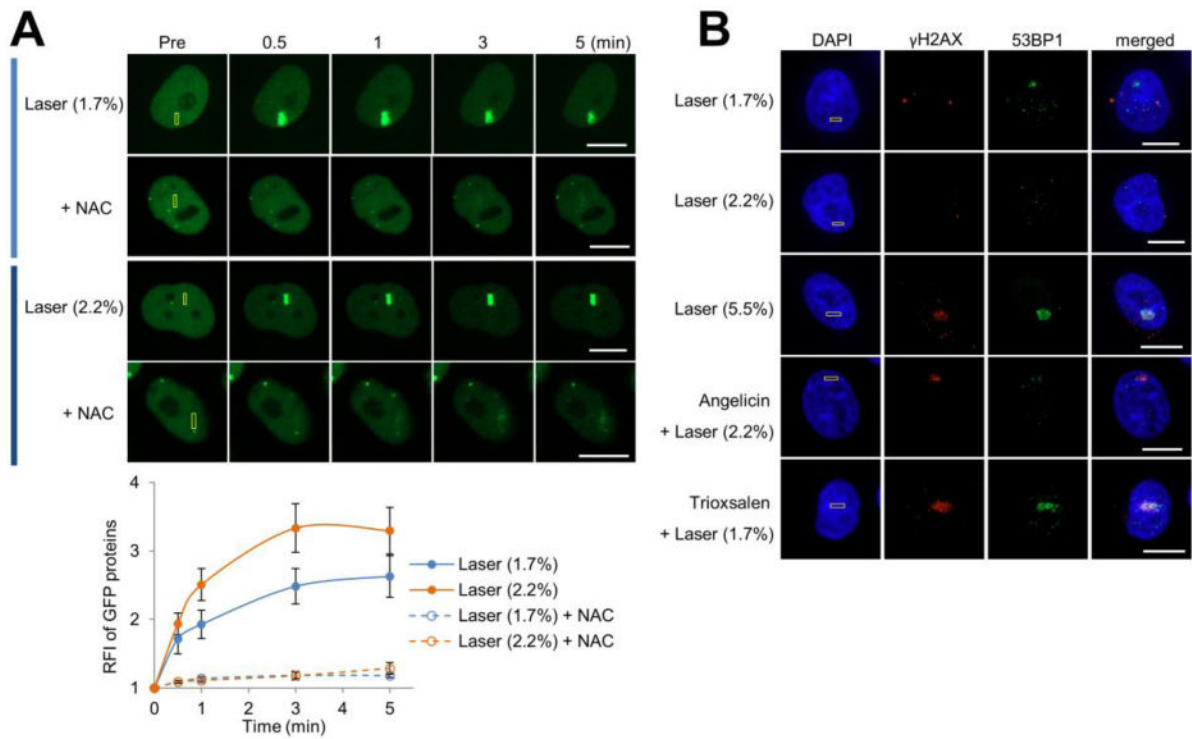 A
Pre 0.5 1 3 5 (min)
Laser (1.7%)
+ NAC
Laser (2.2%)
+ NAC
4
3
2
1
RFI of GFP proteins
0 1 2 3 4 5
Time (min)
Laser (1.7%)
Laser (2.2%)
Laser (1.7%) + NAC
Laser (2.2%) + NAC
B
DAPI γH2AX 53BP1 merged
Laser (1.7%)
Laser (2.2%)
Laser (5.5%)
Angelicin
+ Laser (2.2%)
Trioxsalen
+ Laser (1.7%)